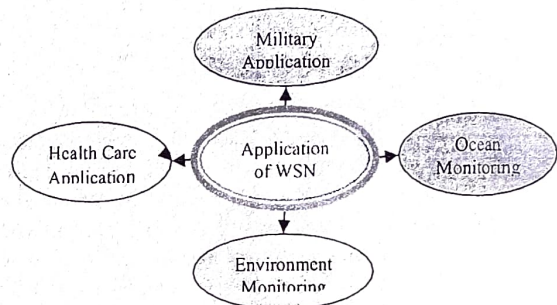 Military
Application
Health Care
Application
Application
of WSN
Ocean
Monitoring
Environment
Monitoring